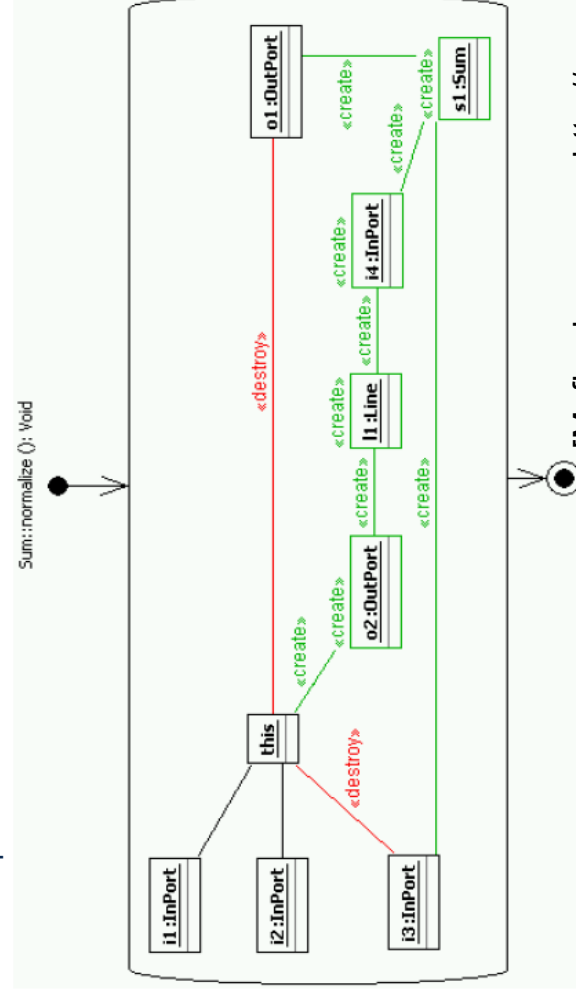 Sum::normalize (): Void
o1:OutPort
s1:Sum
«create»
«create»
«create»
i4:InPort
«create»
«create»
«destroy»
l1:Line
«create»
«create»
«create»
o2:OutPort
«create»
«create»
this
«destroy»
i1:InPort
i2:InPort
i3:InPort